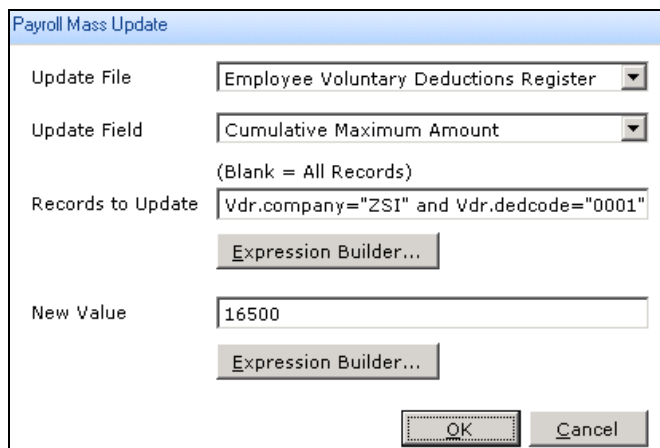 Payroll Mass Update
Update File
Employee Voluntary Deductions Register
Update Field
Cumulative Maximum Amount
(Blank = All Records)
Records to Update
Vdr.company="ZSI" and Vdr.dedcode="0001"
Expression Builder...
New Value
16500
Expression Builder...
OK
Cancel